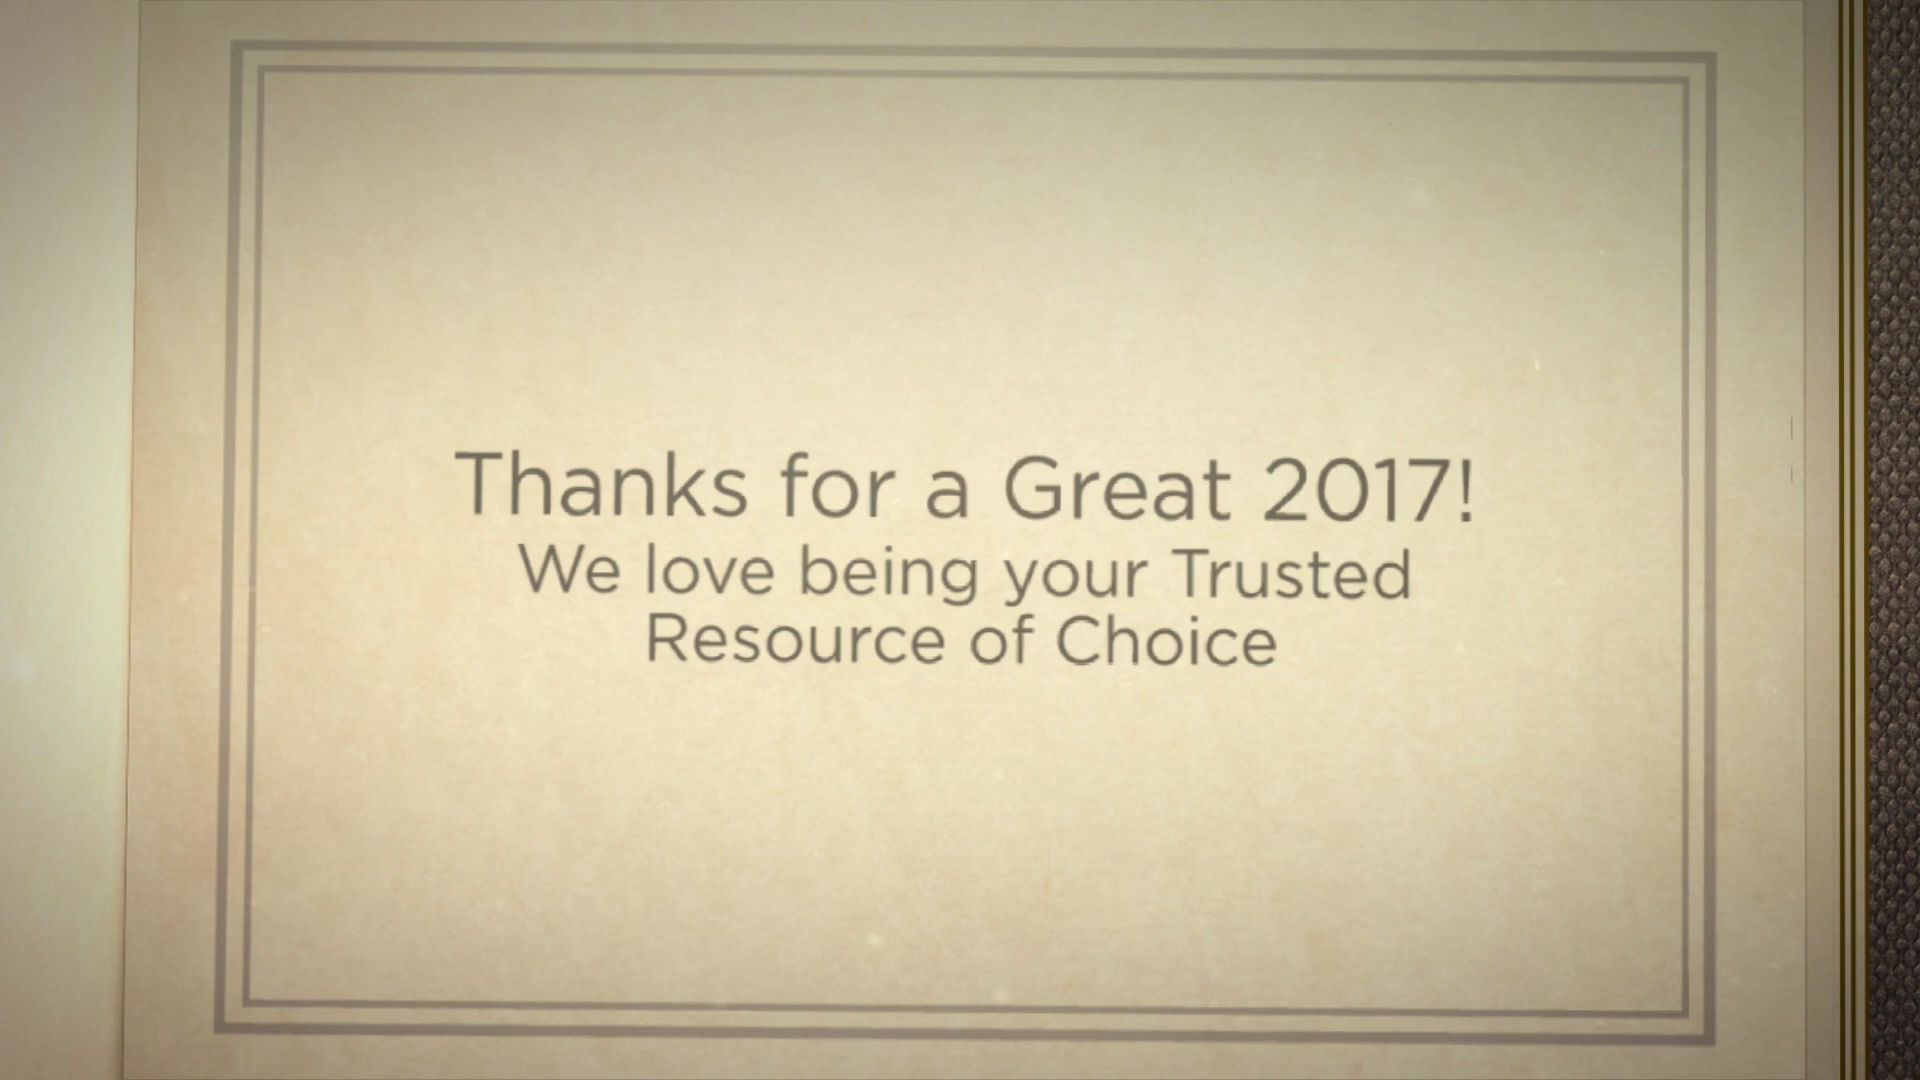 Thanks for a Great 2017!
We love being your Trusted
Resource of Choice